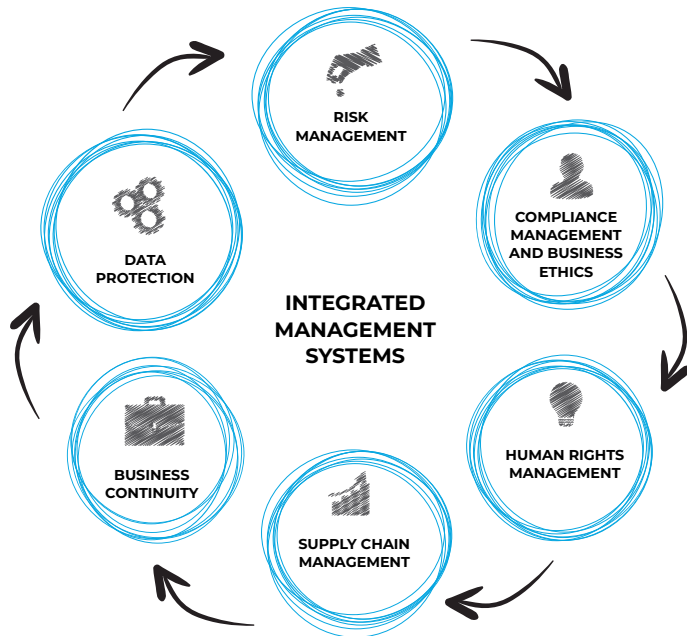 RISK
MANAGEMENT
COMPLIANCE
MANAGEMENT
AND BUSINESS
ETHICS
HUMAN RIGHTS
MANAGEMENT
SUPPLY CHAIN
MANAGEMENT
BUSINESS
CONTINUITY
DATA
PROTECTION
INTEGRATED
MANAGEMENT
SYSTEMS